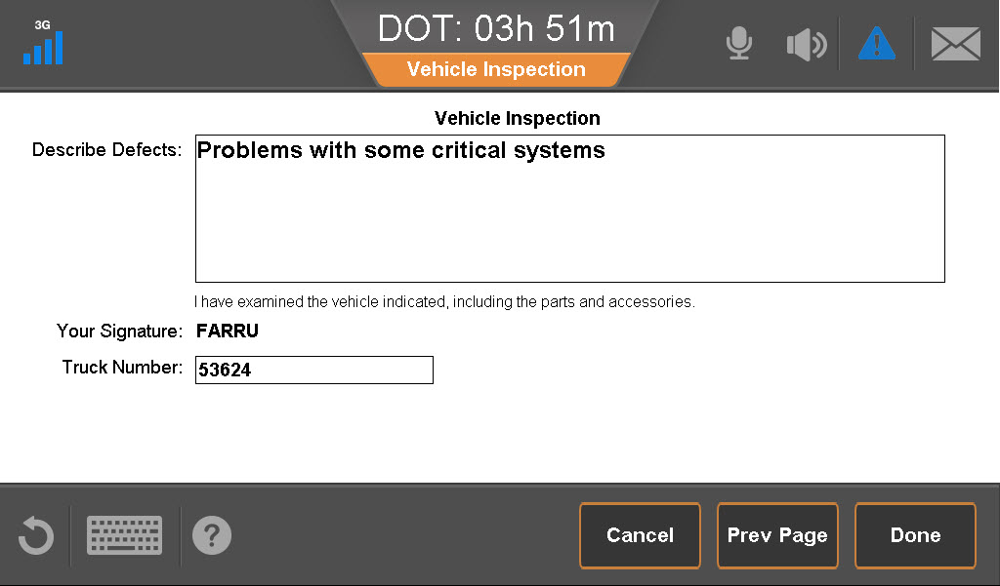 3G
DOT: 03h 51m
Vehicle Inspection
Vehicle Inspection
Describe Defects: Problems with some critical systems
I have examined the vehicle indicated, including the parts and accessories.
Your Signature: FARRU
Truck Number: 53624
? Cancel Prev Page Done